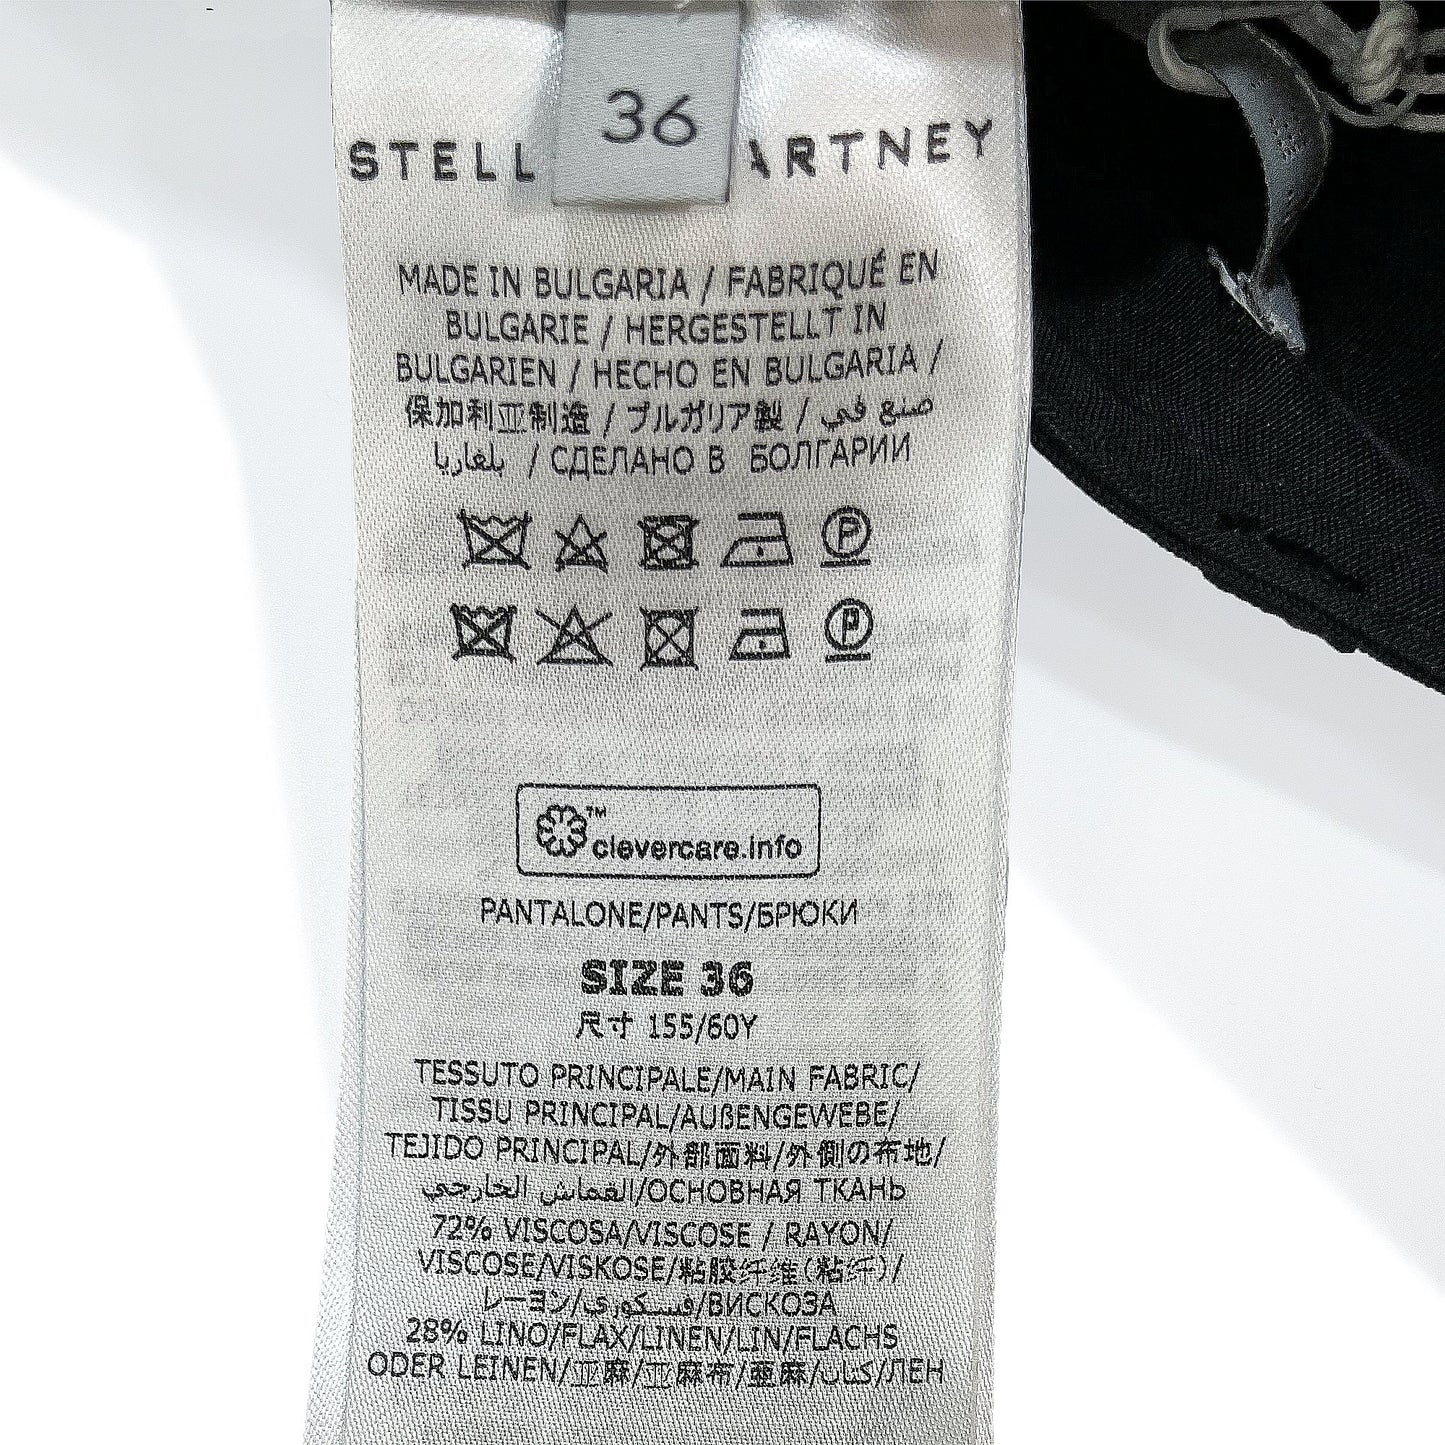 36
STELL ARTNEY
MADE IN BULGARIA / FABRIQUÉ EN
BULGARIE / HERGESTELLT IN
BULGARIEN / HECHO EN BULGARIA /
保加利亚制造 / ブルガリア製 / صنع في
بلغاريا / СДЕЛАНО В БОЛГАРИИ
P
P
™
clevercare.info
PANTALONE/PANTS/БРЮКИ
SIZE 36
尺寸 155/60Y
TESSUTO PRINCIPALE/MAIN FABRIC/
TISSU PRINCIPAL/AUßENGEWEBE/
TEJIDO PRINCIPAL/外部面料/外側の布地/
القماش الخارجي/ОСНОВНАЯ ТКАНЬ
72% VISCOSA/VISCOSE / RAYON/
VISCOSE/VISKOSE/粘胶纤维(粘纤)/
レーヨン/فسكوري/ВИСКОЗА
28% LINO/FLAX/LINEN/LIN/FLACHS
ODER LEINEN/亚麻/亚麻布/亜麻/كتان/ЛЕН